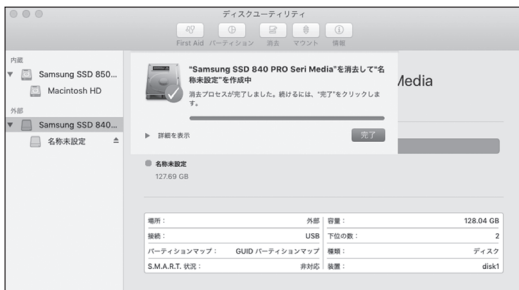 ディスクユーティリティ
First Aid パーティション 消去 マウント 情報
内蔵
Samsung SSD 850...
Macintosh HD
外部
Samsung SSD 840...
名称未設定
"Samsung SSD 840 PRO Seri Media"を消去して"名
称未設定"を作成中
消去プロセスが完了しました。続けるには、"完了"をクリックしま
す。
詳細を表示
完了
Media
名称未設定
127.69 GB
場所： 外部
容量： 128.04 GB
接続： USB
下位の数： 2
パーティションマップ： GUID パーティションマップ
種類： ディスク
S.M.A.R.T. 状況： 非対応
装置： disk1